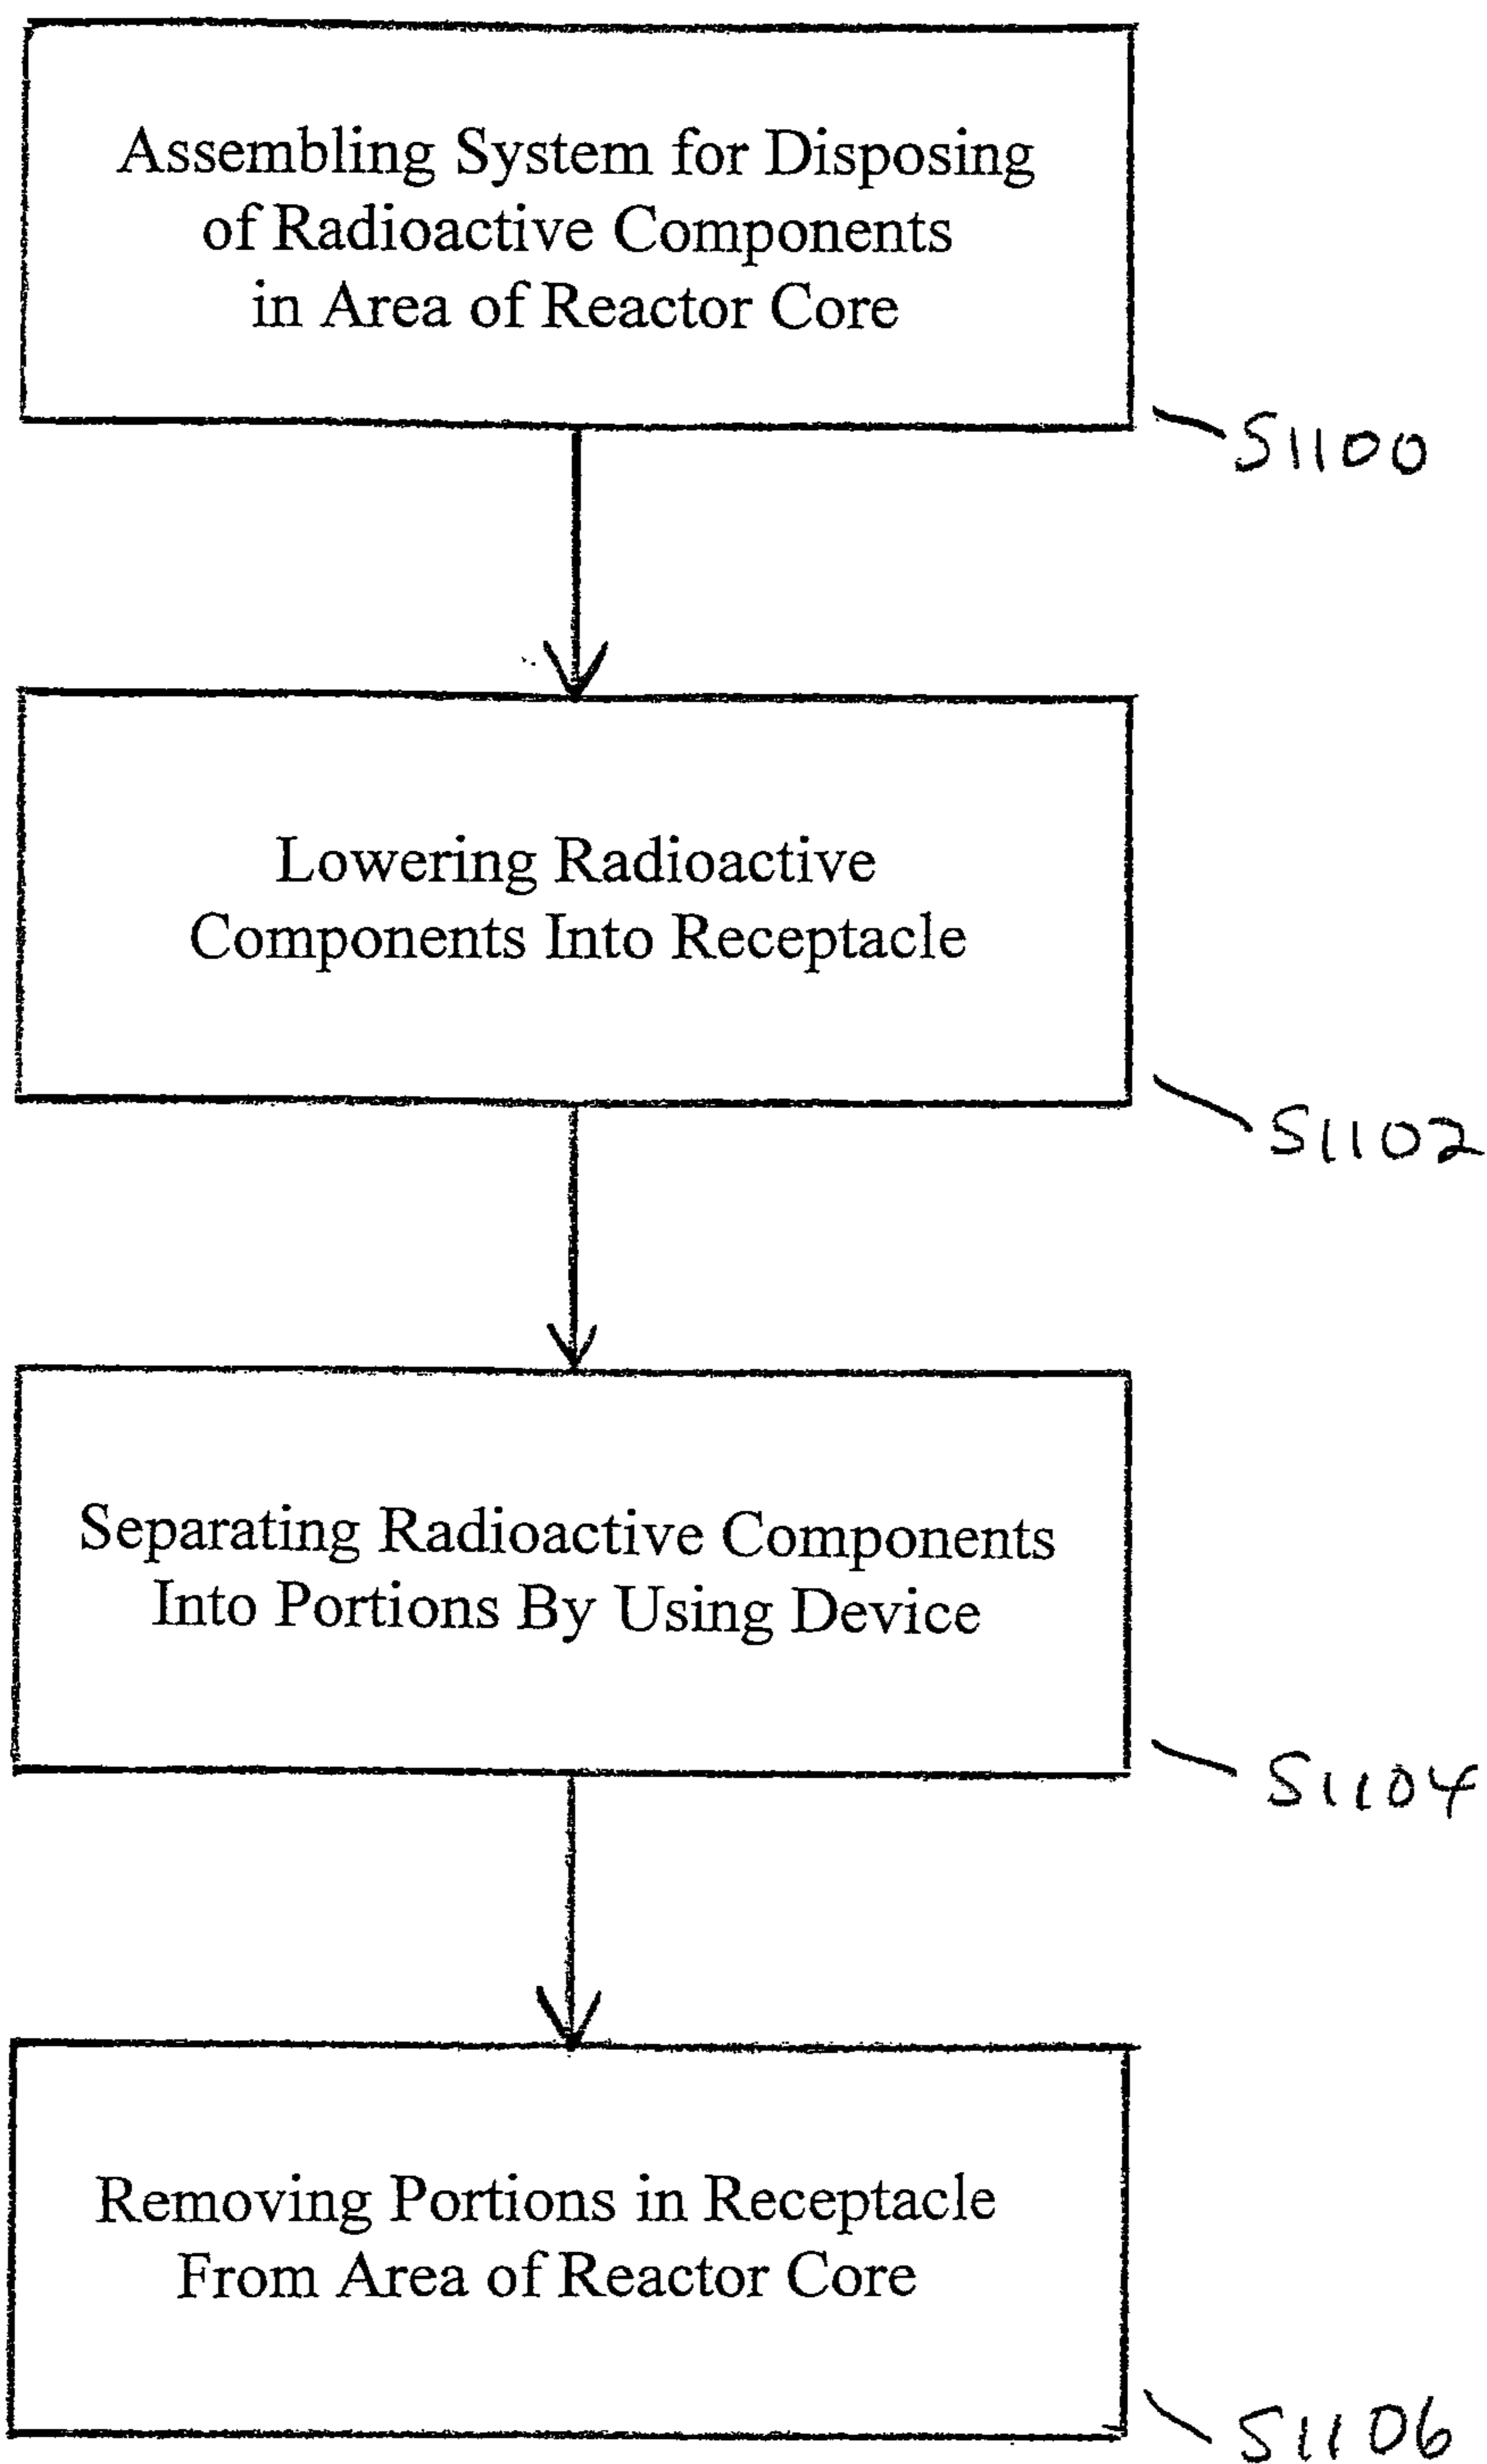 Assembling System for Disposing
of Radioactive Components
in Area of Reactor Core
S1100
Lowering Radioactive
Components Into Receptacle
S1102
Separating Radioactive Components
Into Portions By Using Device
S1104
Removing Portions in Receptacle
From Area of Reactor Core
S1106